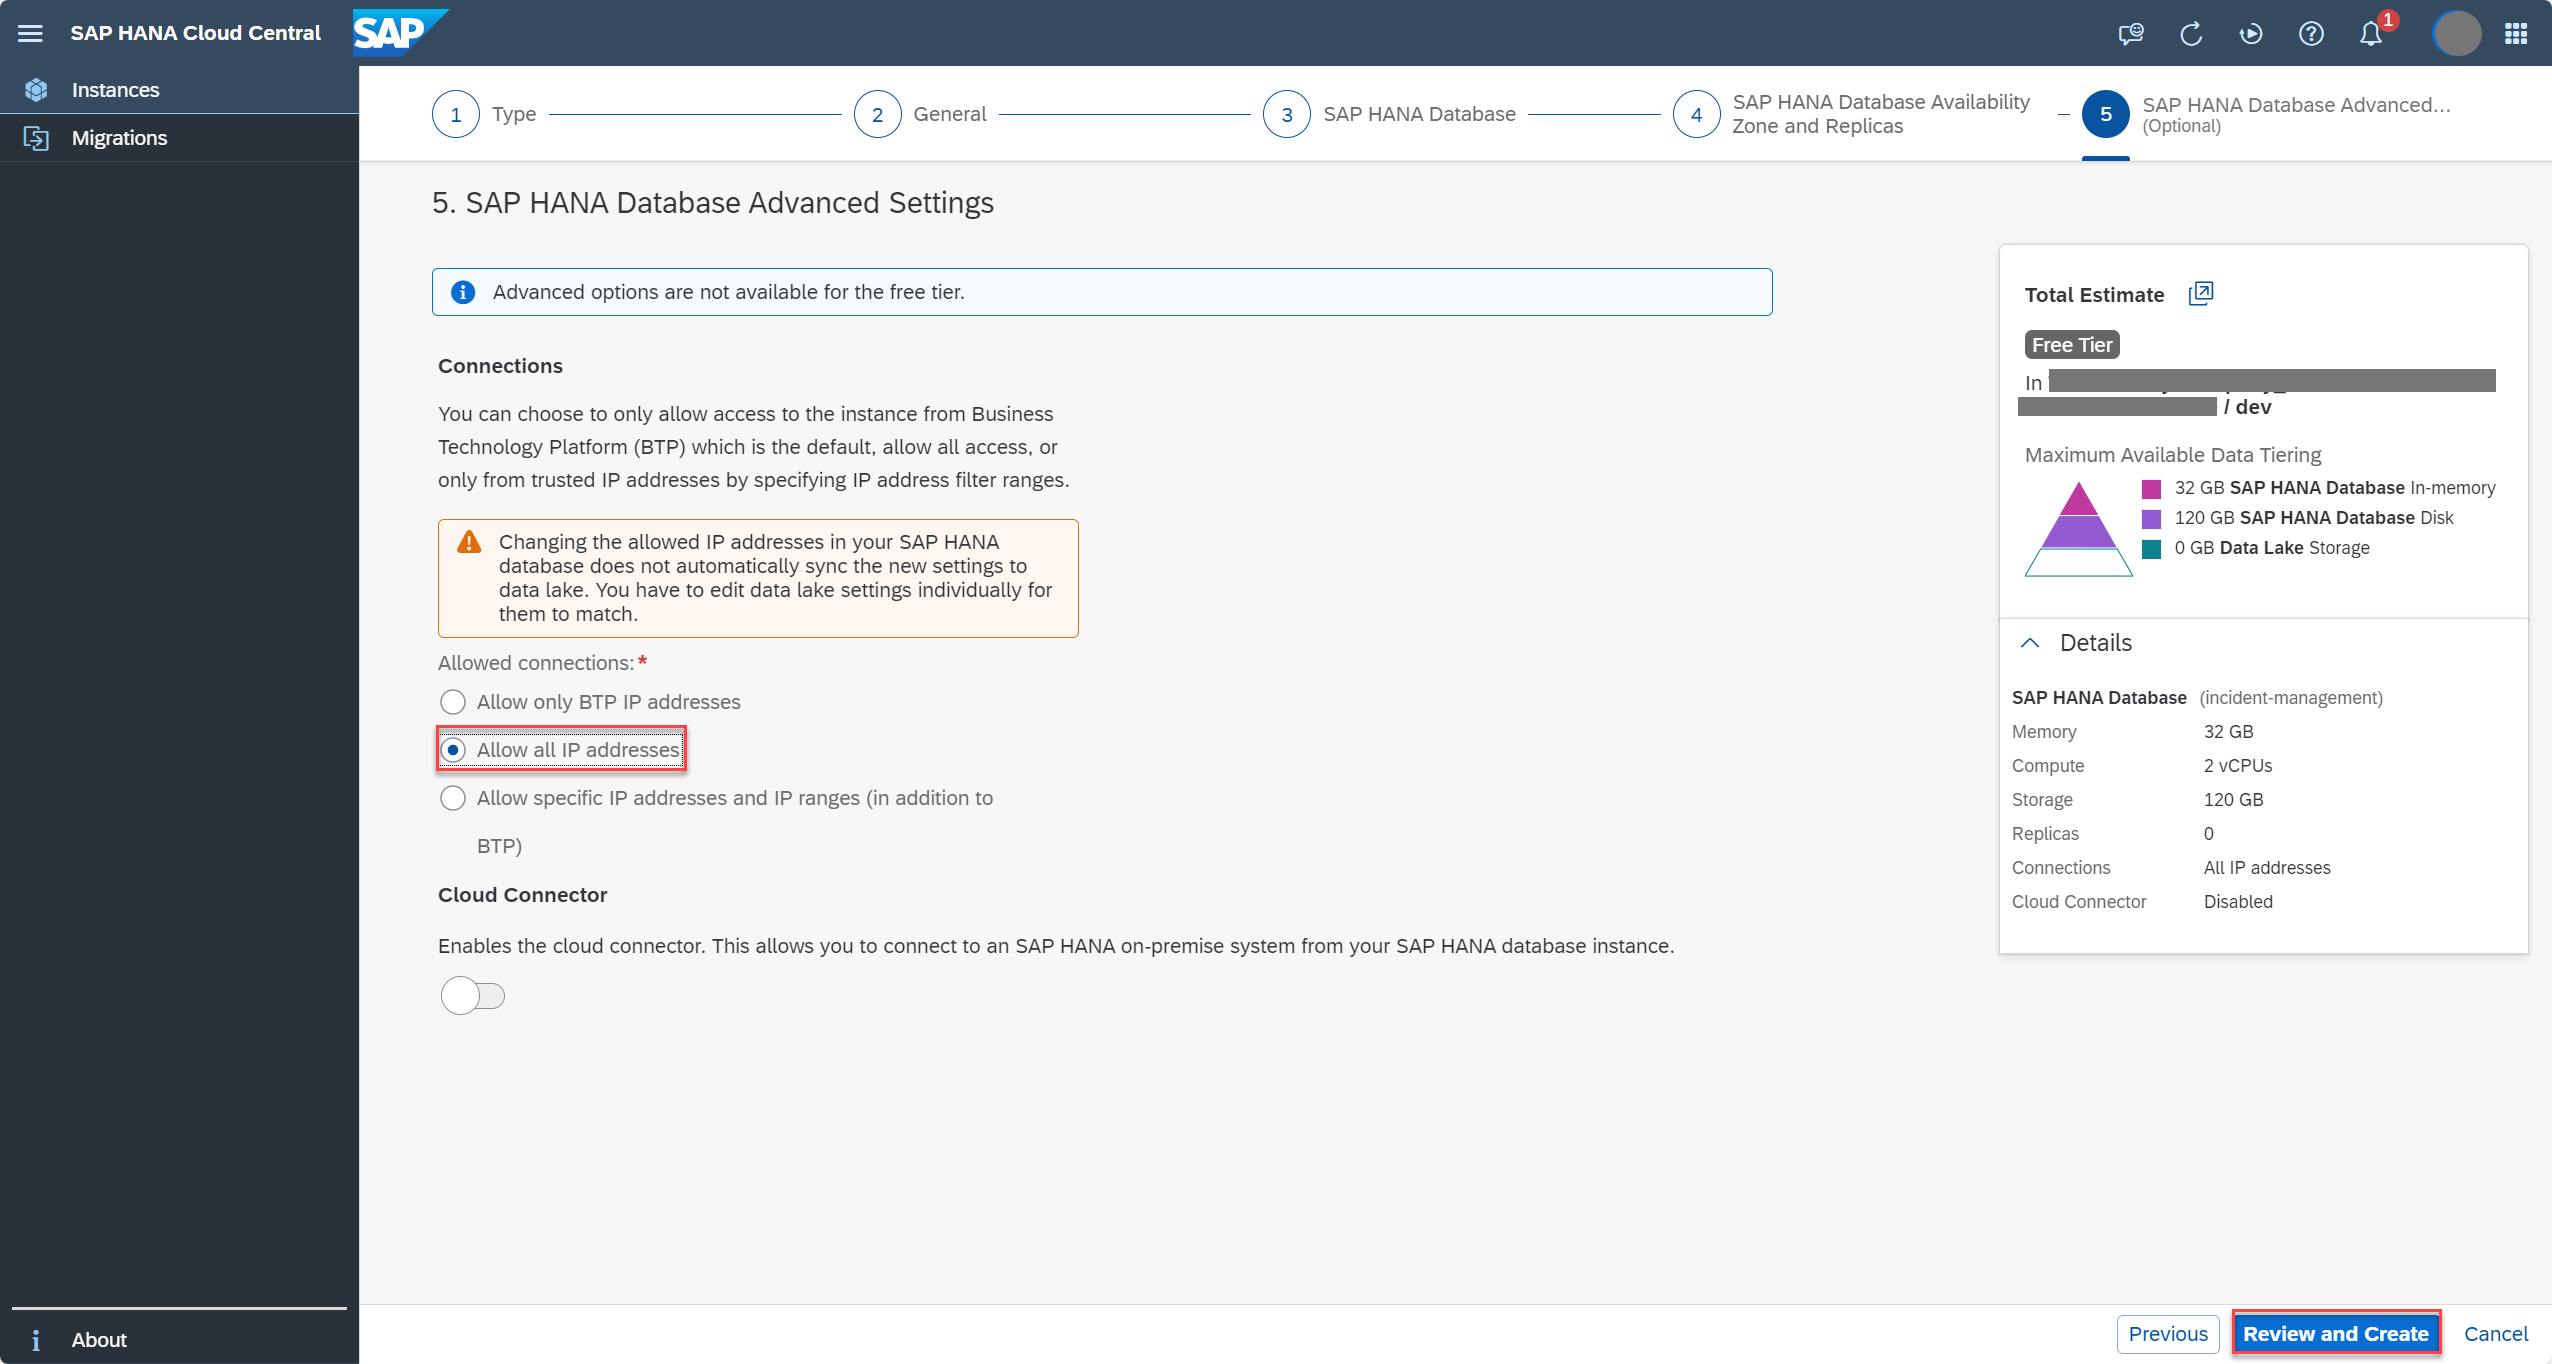 SAP HANA Cloud Central
SAP
1
Instances
Migrations
1 Type
2 General
3 SAP HANA Database
4 SAP HANA Database Availability
Zone and Replicas
5 SAP HANA Database Advanced...
(Optional)
5. SAP HANA Database Advanced Settings
Advanced options are not available for the free tier.
Connections
You can choose to only allow access to the instance from Business
Technology Platform (BTP) which is the default, allow all access, or
only from trusted IP addresses by specifying IP address filter ranges.
Changing the allowed IP addresses in your SAP HANA
database does not automatically sync the new settings to
data lake. You have to edit data lake settings individually for
them to match.
Allowed connections:*
Allow only BTP IP addresses
Allow all IP addresses
Allow specific IP addresses and IP ranges (in addition to
BTP)
Cloud Connector
Enables the cloud connector. This allows you to connect to an SAP HANA on-premise system from your SAP HANA database instance.
Total Estimate
Free Tier
In
/ dev
Maximum Available Data Tiering
32 GB SAP HANA Database In-memory
120 GB SAP HANA Database Disk
0 GB Data Lake Storage
Details
SAP HANA Database (incident-management)
Memory 32 GB
Compute 2 vCPUs
Storage 120 GB
Replicas 0
Connections All IP addresses
Cloud Connector Disabled
About
Previous
Review and Create
Cancel